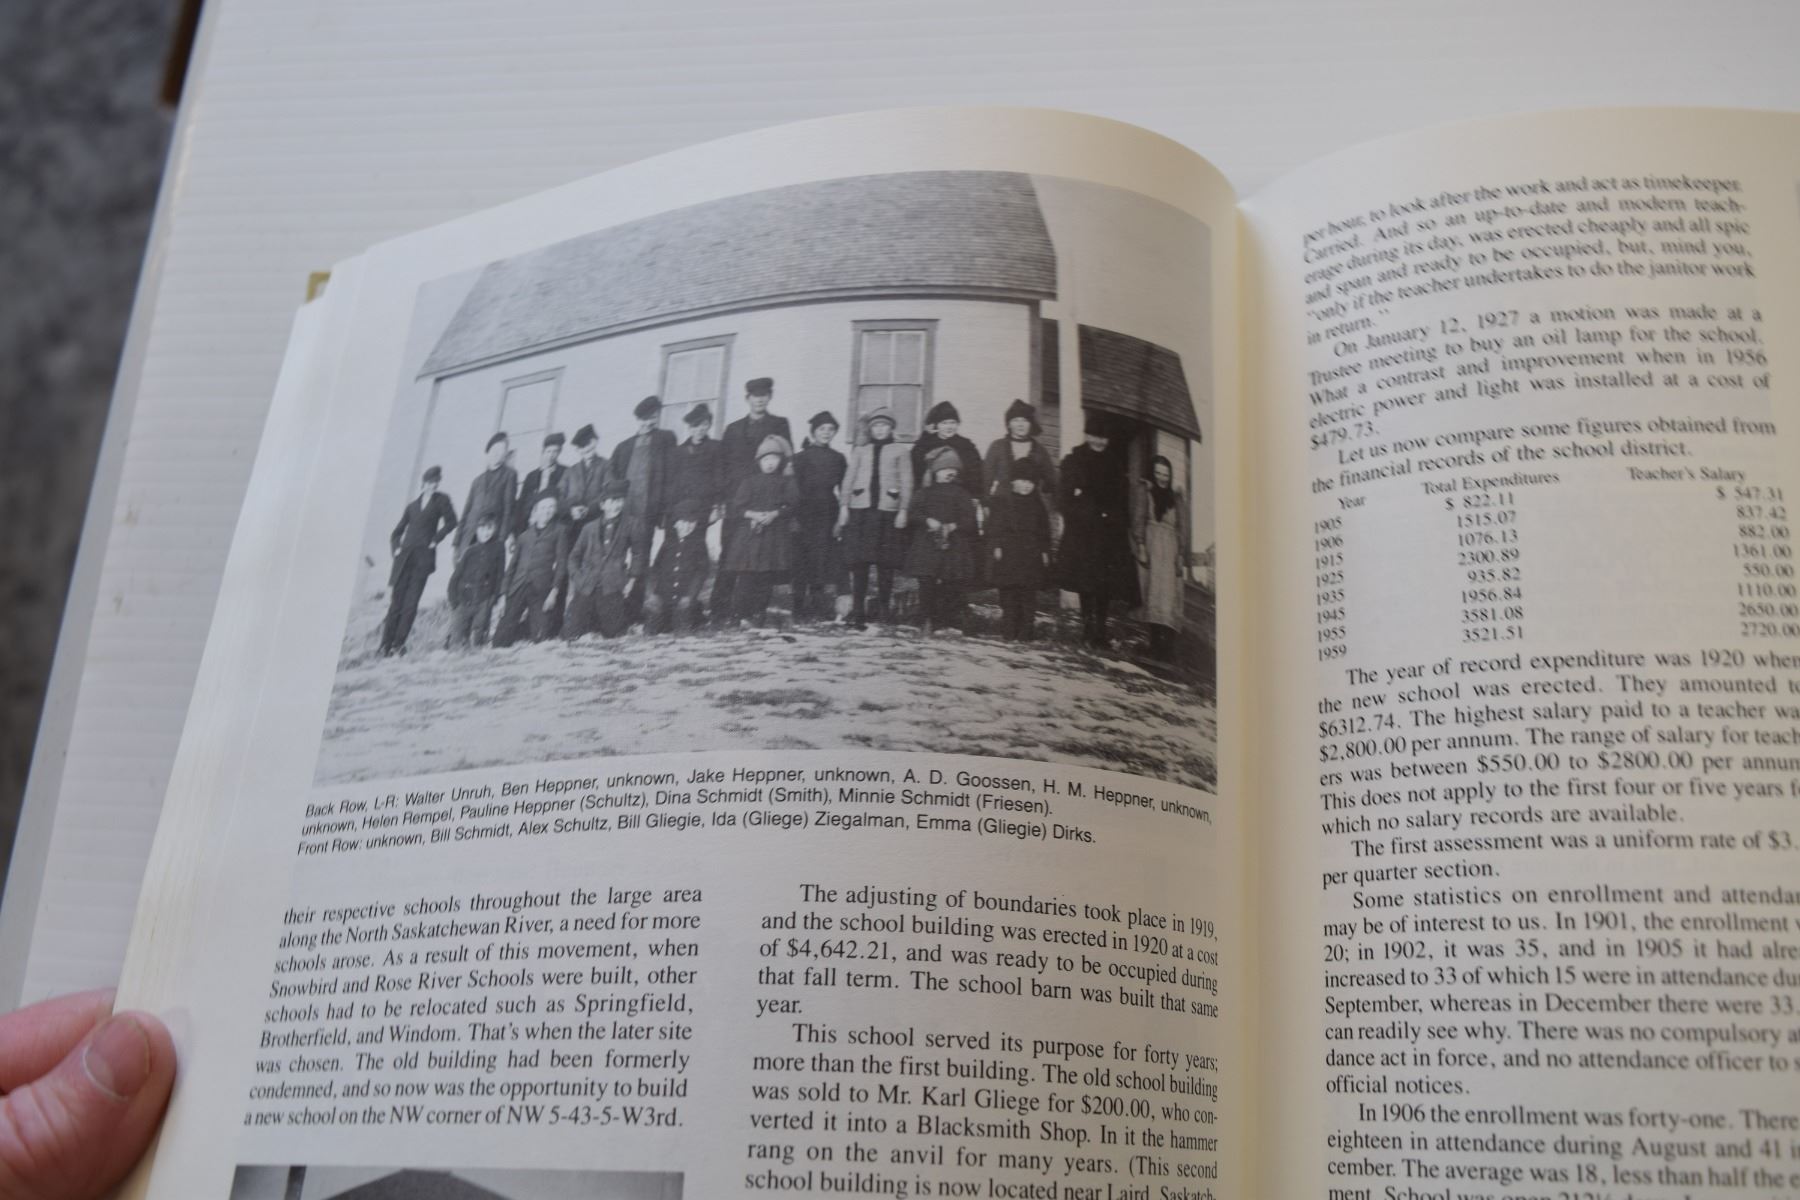 Back Row, L-R: Walter Unruh, Ben Heppner, unknown, Jake Heppner, unknown, A. D. Goossen, H. M. Heppner, unknown,
unknown, Helen Rempel, Pauline Heppner (Schultz), Dina Schmidt (Smith), Minnie Schmidt (Friesen).
Front Row: unknown, Bill Schmidt, Alex Schultz, Bill Gliegie, Ida (Gliege) Ziegalman, Emma (Gliegie) Dirks.
their respective schools throughout the large area
along the North Saskatchewan River, a need for more
schools arose. As a result of this movement, when
Snowbird and Rose River Schools were built, other
schools had to be relocated such as Springfield,
Brotherfield, and Windom. That's when the later site
was chosen. The old building had been formerly
condemned, and so now was the opportunity to build
a new school on the NW corner of NW 5-43-5-W3rd.
The adjusting of boundaries took place in 1919,
and the school building was erected in 1920 at a cost
of $4,642.21, and was ready to be occupied during
that fall term. The school barn was built that same
year.
This school served its purpose for forty years;
more than the first building. The old school building
was sold to Mr. Karl Gliege for $200.00, who con-
verted it into a Blacksmith Shop. In it the hammer
rang on the anvil for many years. (This second
school building is now located near Laird, Saskatch-
per hour, to look after the work and act as timekeeper.
Carried. And so an up-to-date and modern teach-
erage during its day, was erected cheaply and all spic
and span and ready to be occupied, but, mind you,
"only if the teacher undertakes to do the janitor work
in return."
On January 12, 1927 a motion was made at a
Trustee meeting to buy an oil lamp for the school.
What a contrast and improvement when in 1956
electric power and light was installed at a cost of
$479.73.
Let us now compare some figures obtained from
the financial records of the school district.
Year Total Expenditures Teacher's Salary
1905 $ 822.11 $ 547.31
1906 1515.07 837.42
1915 1076.13 882.00
1925 2300.89 1361.00
1935 935.82 550.00
1945 1956.84 1110.00
1955 3581.08 2650.00
1959 3521.51 2720.00
The year of record expenditure was 1920 when
the new school was erected. They amounted to
$6312.74. The highest salary paid to a teacher wa
$2,800.00 per annum. The range of salary for teach
ers was between $550.00 to $2800.00 per annum
This does not apply to the first four or five years f
which no salary records are available.
The first assessment was a uniform rate of $3.
per quarter section.
Some statistics on enrollment and attendan
may be of interest to us. In 1901, the enrollment
20; in 1902, it was 35, and in 1905 it had alre
increased to 33 of which 15 were in attendance du
September, whereas in December there were 33.
can readily see why. There was no compulsory a
dance act in force, and no attendance officer to s
official notices.
In 1906 the enrollment was forty-one. There
eighteen in attendance during August and 41 i
cember. The average was 18, less than half the e
ment. School was open